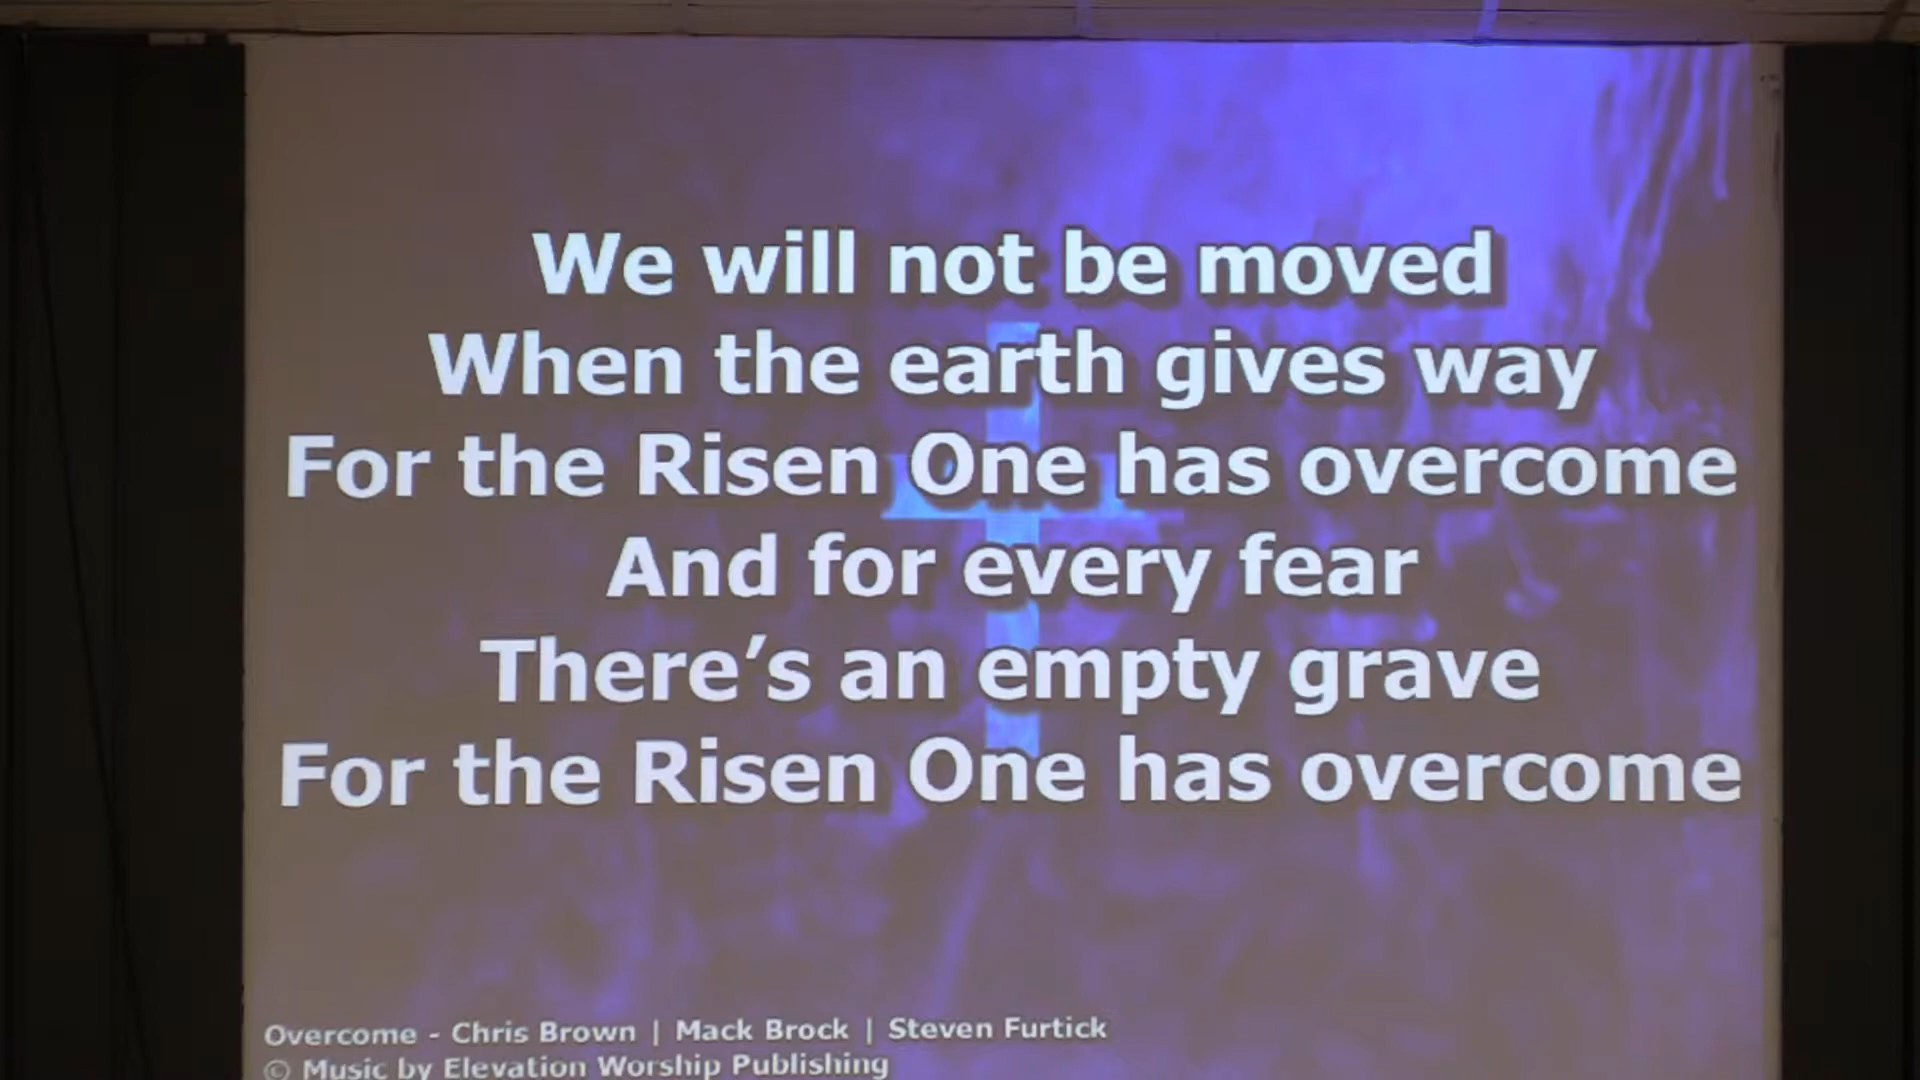 We will not be moved
When the earth gives way
For the Risen One has overcome
And for every fear
There's an empty grave
For the Risen One has overcome
Overcome - Chris Brown | Mack Brock | Steven Furtick
© Music by Elevation Worship Publishing